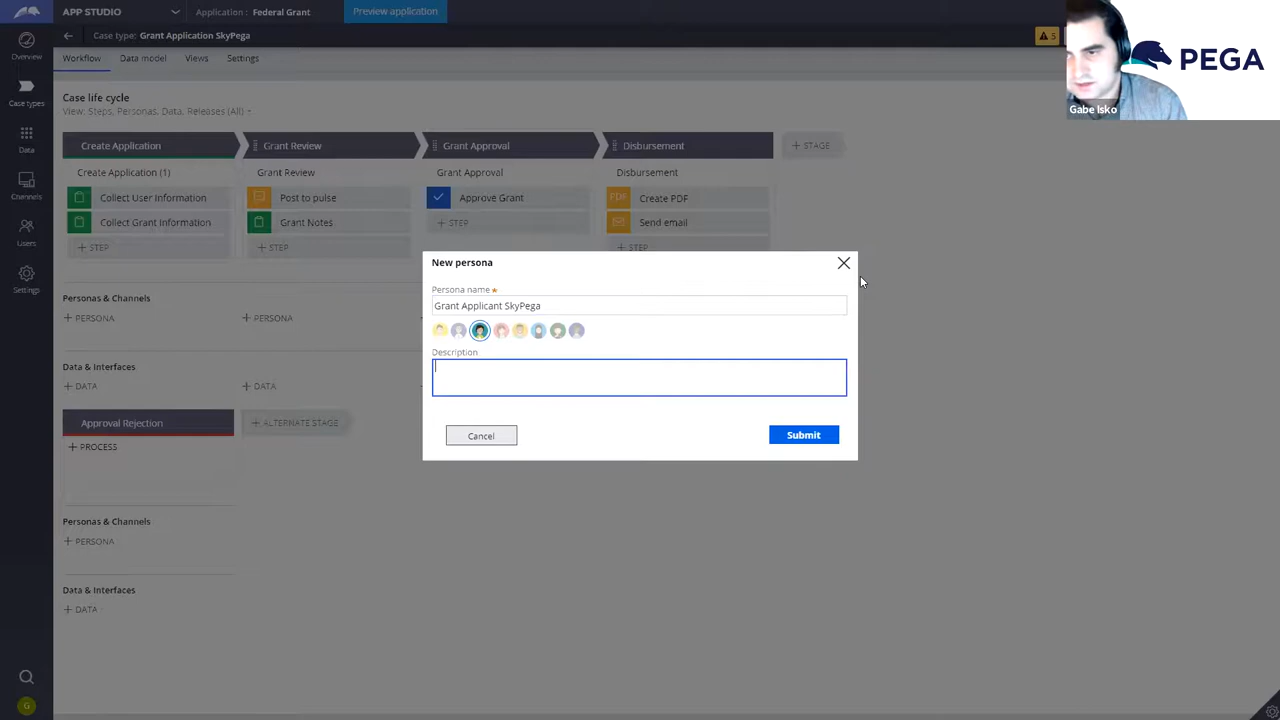 APP STUDIO
Application : Federal Grant
Preview application
Case type: Grant Application SkyPega
5
PEGA
Gabe Isko
Overview
Case types
Data
Channels
Users
Settings
G
Workflow
Data model
Views
Settings
Case life cycle
View: Steps, Personas, Data, Releases (All)
Create Application
Grant Review
Grant Approval
Disbursement
+ STAGE
Create Application (1)
Grant Review
Grant Approval
Disbursement
Collect User Information
Post to pulse
Approve Grant
PDF
Create PDF
Collect Grant Information
Grant Notes
+ STEP
Send email
+ STEP
+ STEP
+ STEP
New persona
Persona name *
Grant Applicant SkyPega
Description
Cancel
Submit
Personas & Channels
+ PERSONA
+ PERSONA
Data & Interfaces
+ DATA
+ DATA
Approval Rejection
+ ALTERNATE STAGE
+ PROCESS
Personas & Channels
+ PERSONA
Data & Interfaces
+ DATA